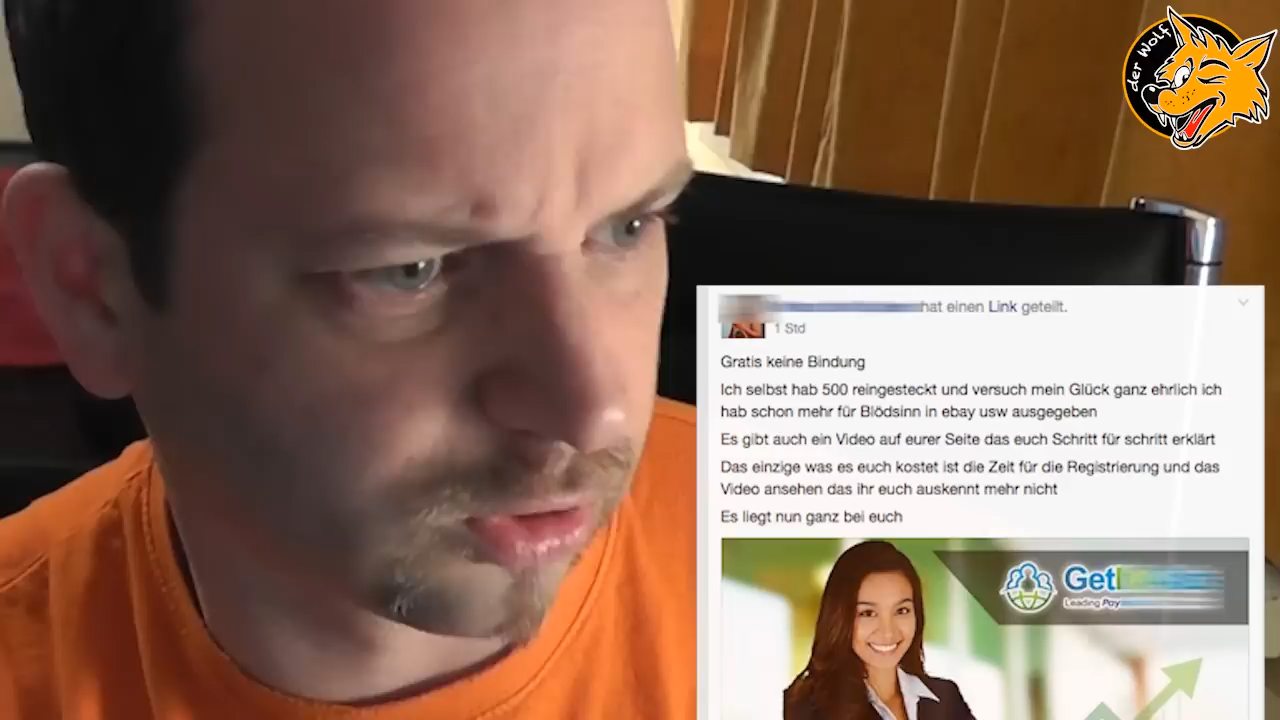 der Wolf
hat einen Link geteilt.
1 Std
Gratis keine Bindung
Ich selbst hab 500 reingesteckt und versuch mein Glück ganz ehrlich ich
hab schon mehr für Blödsinn in ebay usw ausgegeben
Es gibt auch ein Video auf eurer Seite das euch Schritt für schritt erklärt
Das einzige was es euch kostet ist die Zeit für die Registrierung und das
Video ansehen das ihr euch auskennt mehr nicht
Es liegt nun ganz bei euch
Get
Leading Pay